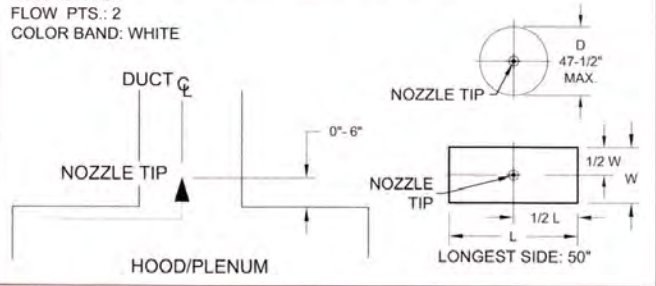 FLOW PTS.: 2
COLOR BAND: WHITE
DUCT ℄
NOZZLE TIP
0"- 6"
HOOD/PLENUM
D
47-1/2"
MAX.
NOZZLE TIP
1/2 W
W
NOZZLE
TIP
1/2 L
L
LONGEST SIDE: 50"